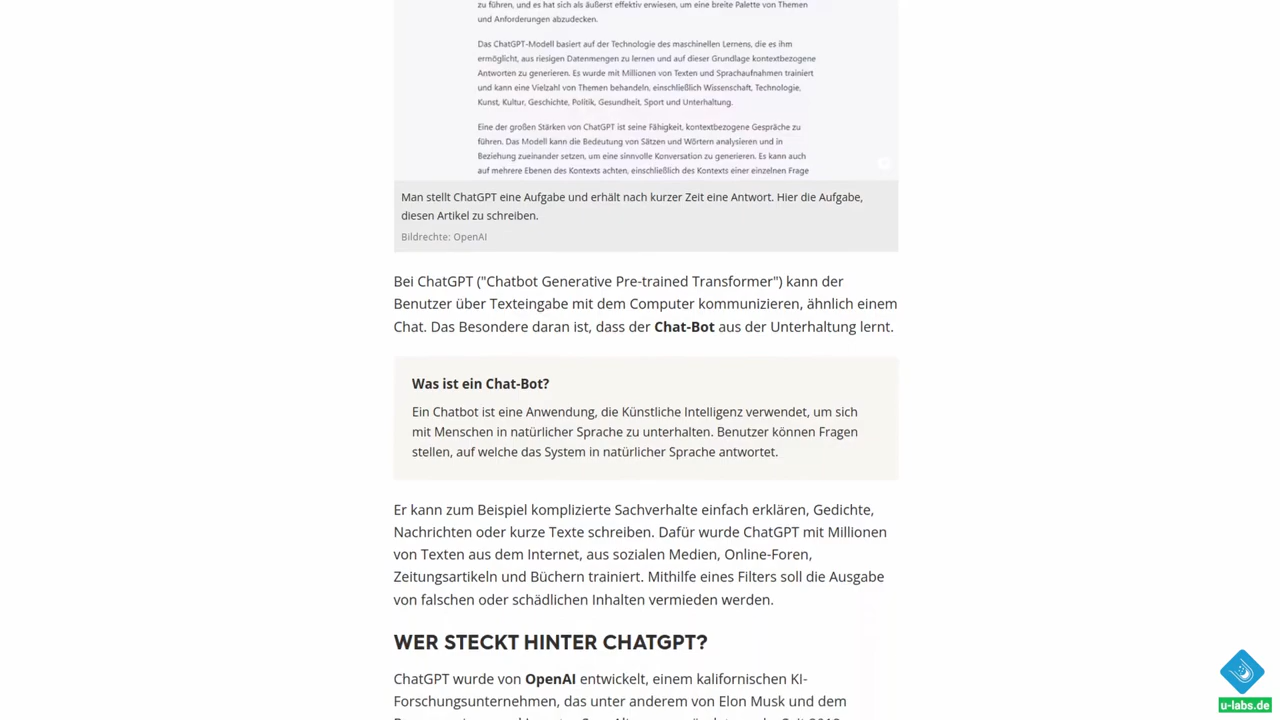 zu führen, und es hat sich als äußerst effektiv erwiesen, um eine breite Palette von Themen
und Anforderungen abzudecken.
Das ChatGPT-Modell basiert auf der Technologie des maschinellen Lernens, die es ihm
ermöglicht, aus riesigen Datenmengen zu lernen und auf dieser Grundlage kontextbezogene
Antworten zu generieren. Es wurde mit Millionen von Texten und Sprachaufnahmen trainiert
und kann eine Vielzahl von Themen behandeln, einschließlich Wissenschaft, Technologie,
Kunst, Kultur, Geschichte, Politik, Gesundheit, Sport und Unterhaltung.
Eine der großen Stärken von ChatGPT ist seine Fähigkeit, kontextbezogene Gespräche zu
führen. Das Modell kann die Bedeutung von Sätzen und Wörtern analysieren und in
Beziehung zueinander setzen, um eine sinnvolle Konversation zu generieren. Es kann auch
auf mehrere Ebenen des Kontexts achten, einschließlich des Kontexts einer einzelnen Frage
Man stellt ChatGPT eine Aufgabe und erhält nach kurzer Zeit eine Antwort. Hier die Aufgabe,
diesen Artikel zu schreiben.
Bildrechte: OpenAI
Bei ChatGPT ("Chatbot Generative Pre-trained Transformer") kann der
Benutzer über Texteingabe mit dem Computer kommunizieren, ähnlich einem
Chat. Das Besondere daran ist, dass der Chat-Bot aus der Unterhaltung lernt.
Was ist ein Chat-Bot?
Ein Chatbot ist eine Anwendung, die Künstliche Intelligenz verwendet, um sich
mit Menschen in natürlicher Sprache zu unterhalten. Benutzer können Fragen
stellen, auf welche das System in natürlicher Sprache antwortet.
Er kann zum Beispiel komplizierte Sachverhalte einfach erklären, Gedichte,
Nachrichten oder kurze Texte schreiben. Dafür wurde ChatGPT mit Millionen
von Texten aus dem Internet, aus sozialen Medien, Online-Foren,
Zeitungsartikeln und Büchern trainiert. Mithilfe eines Filters soll die Ausgabe
von falschen oder schädlichen Inhalten vermieden werden.
WER STECKT HINTER CHATGPT?
ChatGPT wurde von OpenAI entwickelt, einem kalifornischen KI-
Forschungsunternehmen, das unter anderem von Elon Musk und dem
u-labs.de